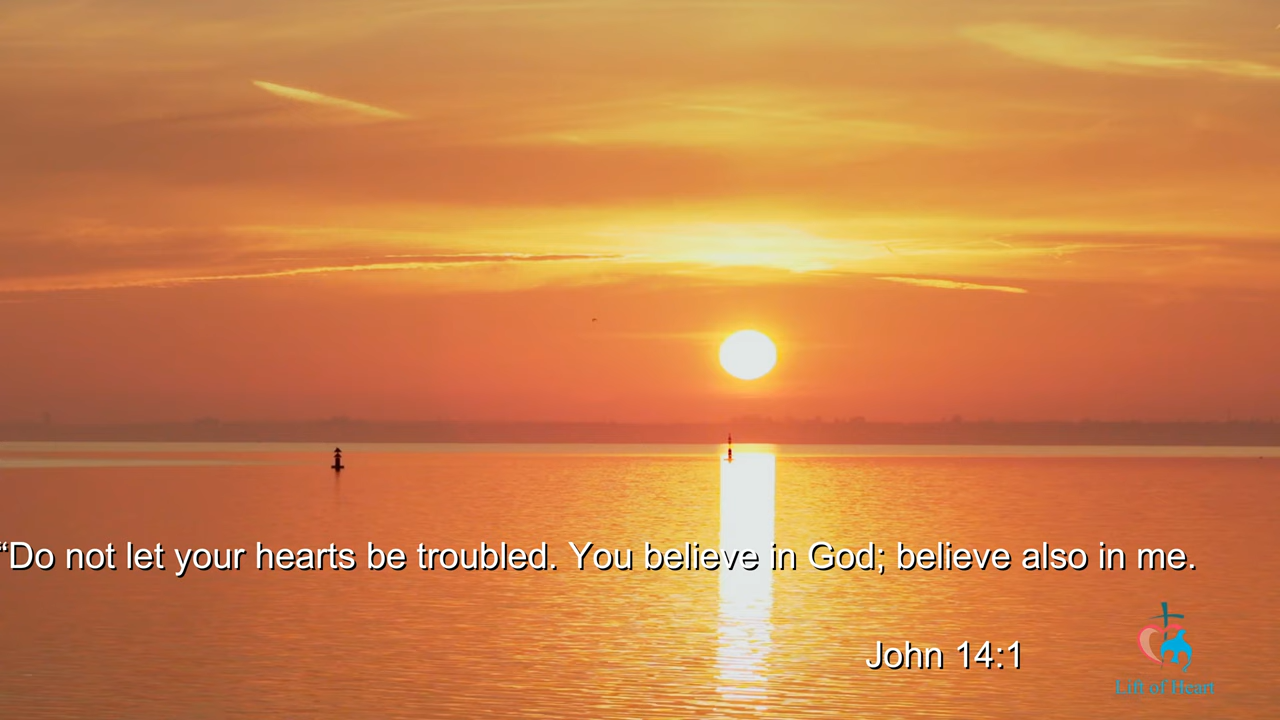 “Do not let your hearts be troubled. You believe in God; believe also in me.
John 14:1
Lift of Heart